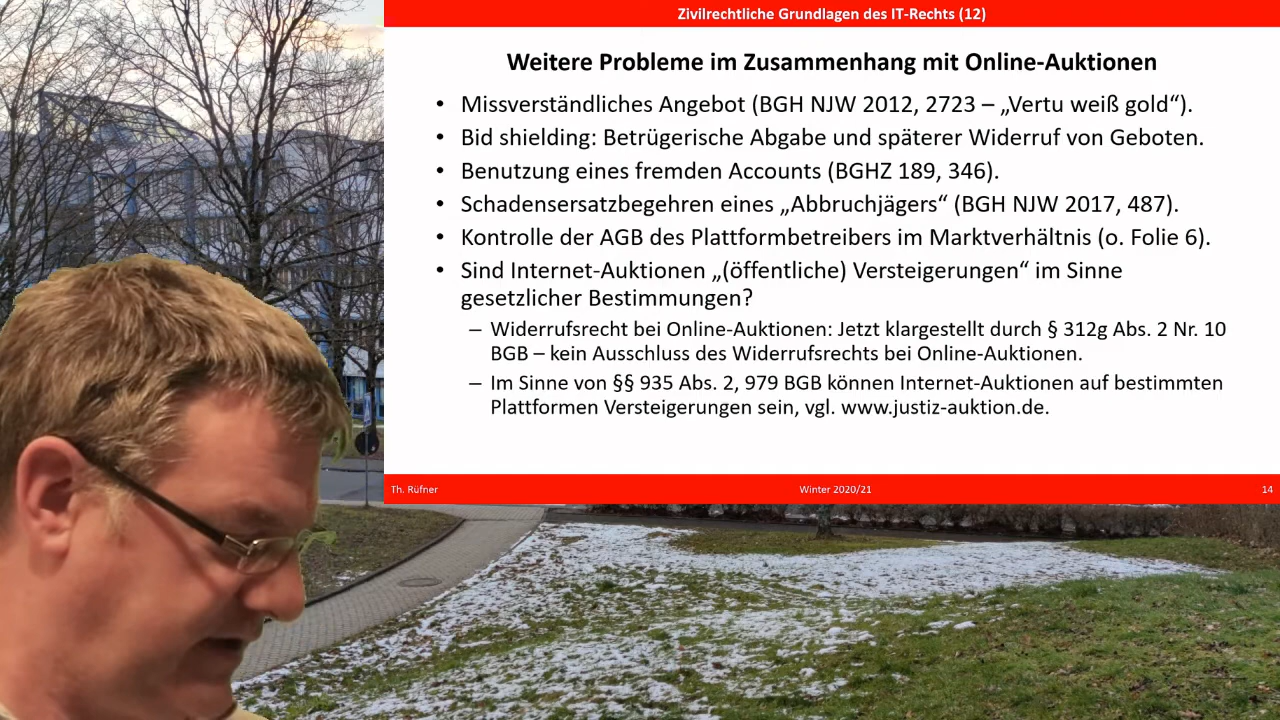 Zivilrechtliche Grundlagen des IT-Rechts (12)
Weitere Probleme im Zusammenhang mit Online-Auktionen
• Missverständliches Angebot (BGH NJW 2012, 2723 – „Vertu weiß gold“).
• Bid shielding: Betrügerische Abgabe und späterer Widerruf von Geboten.
• Benutzung eines fremden Accounts (BGHZ 189, 346).
• Schadensersatzbegehren eines „Abbruchjägers“ (BGH NJW 2017, 487).
• Kontrolle der AGB des Plattformbetreibers im Marktverhältnis (o. Folie 6).
• Sind Internet-Auktionen „(öffentliche) Versteigerungen“ im Sinne
gesetzlicher Bestimmungen?
– Widerrufsrecht bei Online-Auktionen: Jetzt klargestellt durch § 312g Abs. 2 Nr. 10
BGB – kein Ausschluss des Widerrufsrechts bei Online-Auktionen.
– Im Sinne von §§ 935 Abs. 2, 979 BGB können Internet-Auktionen auf bestimmten
Plattformen Versteigerungen sein, vgl. www.justiz-auktion.de.
Th. Rüfner
Winter 2020/21
14